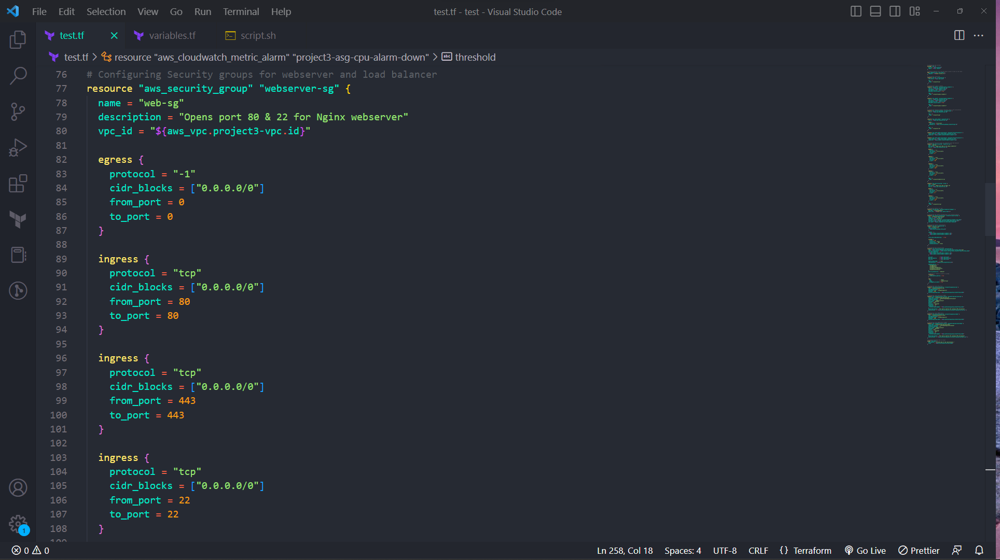 File Edit Selection View Go Run Terminal Help test.tf - test - Visual Studio Code
test.tf variables.tf script.sh
test.tf > resource "aws_cloudwatch_metric_alarm" "project3-asg-cpu-alarm-down" > abc threshold
76 # Configuring Security groups for webserver and load balancer
77 resource "aws_security_group" "webserver-sg" {
78 name = "web-sg"
79 description = "Opens port 80 & 22 for Nginx webserver"
80 vpc_id = "${aws_vpc.project3-vpc.id}"
81
82 egress {
83 protocol = "-1"
84 cidr_blocks = ["0.0.0.0/0"]
85 from_port = 0
86 to_port = 0
87 }
88
89 ingress {
90 protocol = "tcp"
91 cidr_blocks = ["0.0.0.0/0"]
92 from_port = 80
93 to_port = 80
94 }
95
96 ingress {
97 protocol = "tcp"
98 cidr_blocks = ["0.0.0.0/0"]
99 from_port = 443
100 to_port = 443
101 }
102
103 ingress {
104 protocol = "tcp"
105 cidr_blocks = ["0.0.0.0/0"]
106 from_port = 22
107 to_port = 22
108 }
1
0 0 Ln 258, Col 18 Spaces: 4 UTF-8 CRLF {} Terraform Go Live Prettier